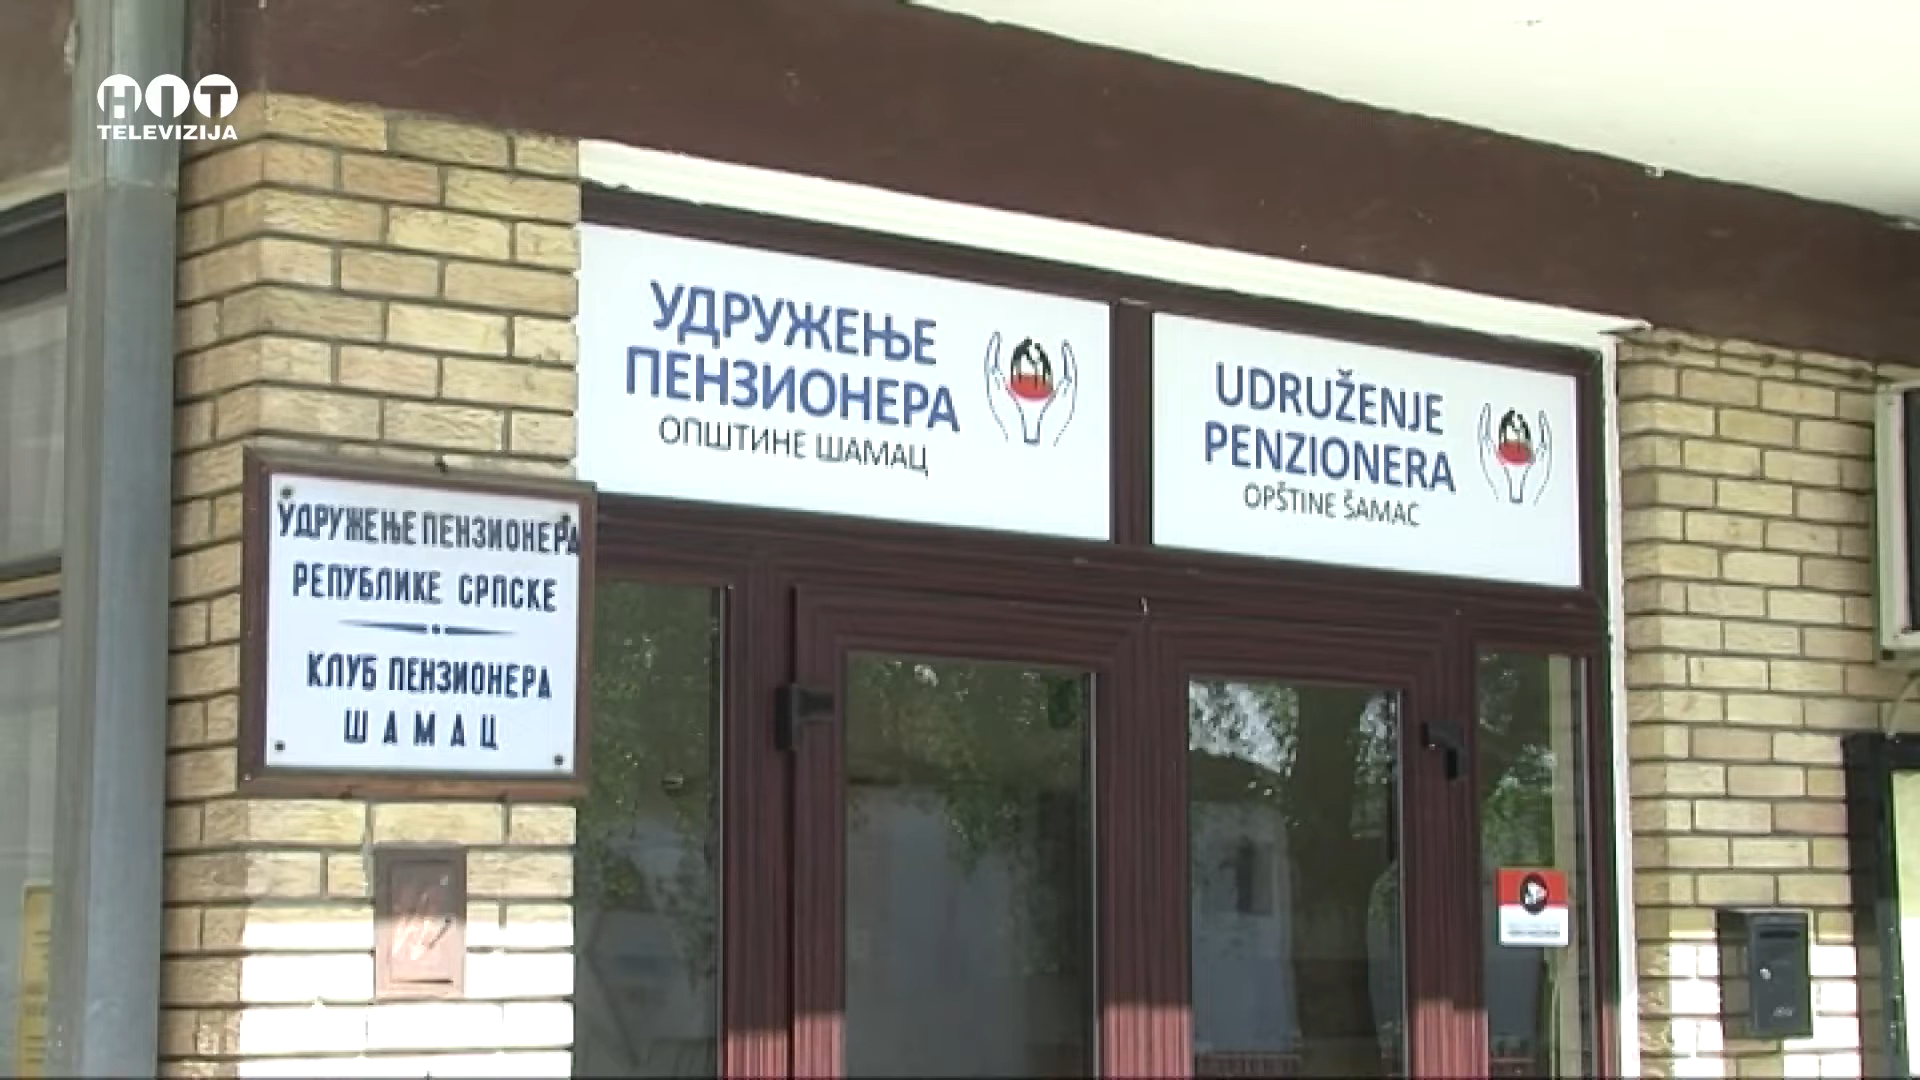 HIT
TELEVIZIJA
УДРУЖЕЊЕ
ПЕНЗИОНЕРА
ОПШТИНЕ ШАМАЦ
UDRUŽENJE
PENZIONERA
OPŠTINE ŠAMAC
УДРУЖЕЊЕ ПЕНЗИОНЕРА
РЕПУБЛИКЕ СРПСКЕ
КЛУБ ПЕНЗИОНЕРА
ШАМАЦ